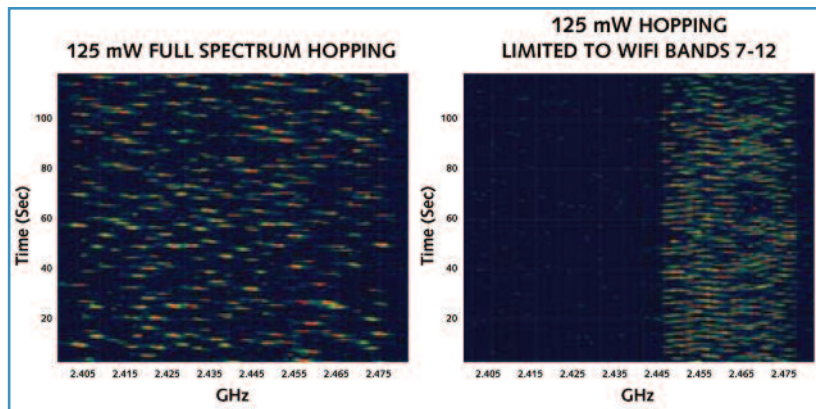 125 mW FULL SPECTRUM HOPPING
100
80
60
40
20
Time (Sec)
2.405 2.415 2.425 2.435 2.445 2.455 2.465 2.475
GHz
125 mW HOPPING
LIMITED TO WIFI BANDS 7-12
100
80
60
40
20
Time (Sec)
2.405 2.415 2.425 2.435 2.445 2.455 2.465 2.475
GHz